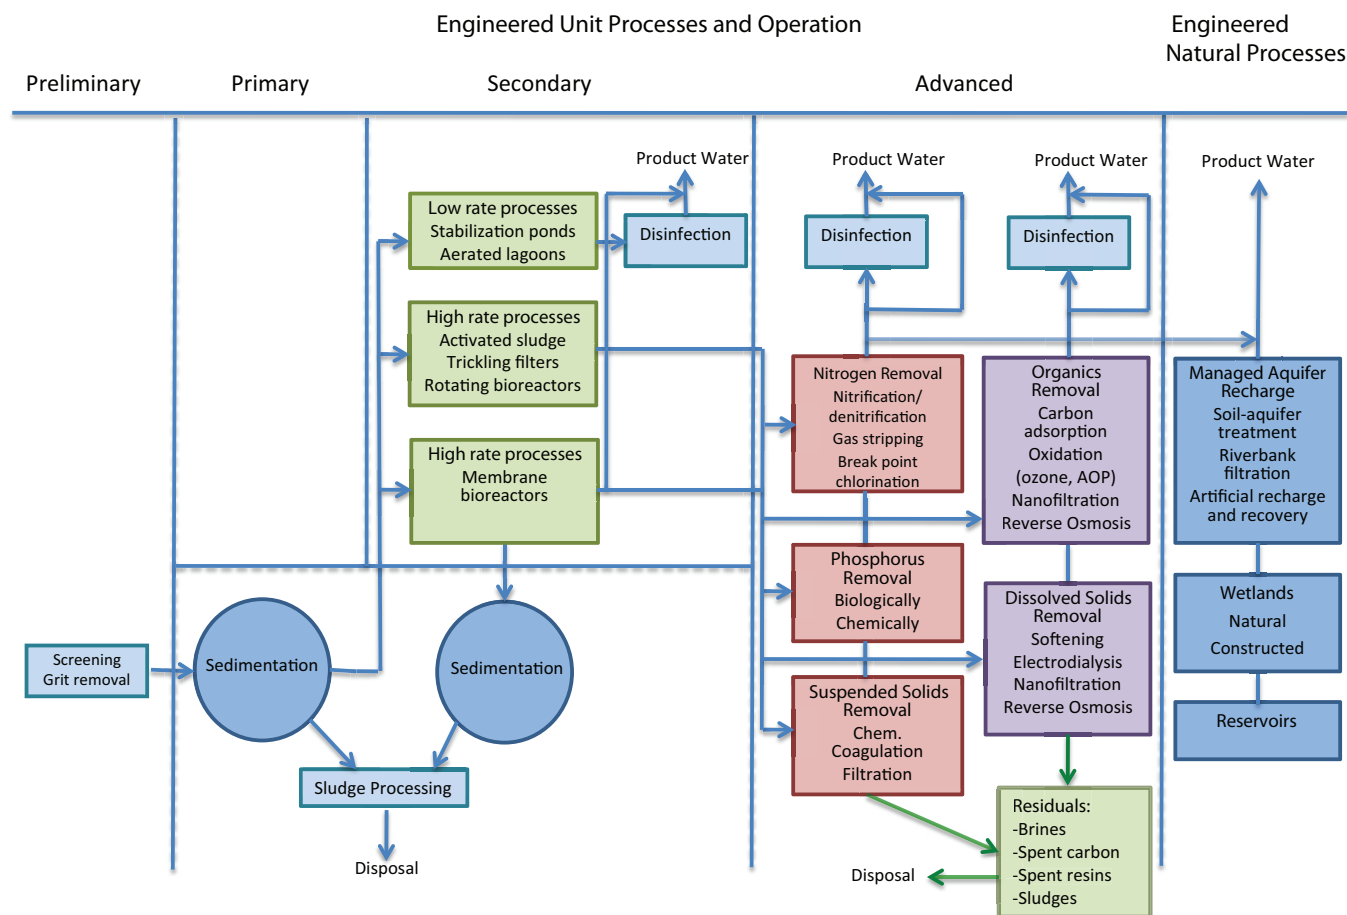 Engineered Unit Processes and Operation
Engineered
Natural Processes
Preliminary
Primary
Secondary
Advanced
Product Water
Product Water
Product Water
Product Water
Low rate processes
Stabilization ponds
Aerated lagoons
Disinfection
Disinfection
Disinfection
High rate processes
Activated sludge
Trickling filters
Rotating bioreactors
High rate processes
Membrane
bioreactors
Nitrogen Removal
Nitrification/
denitrification
Gas stripping
Break point
chlorination
Organics
Removal
Carbon
adsorption
Oxidation
(ozone, AOP)
Nanofiltration
Reverse Osmosis
Managed Aquifer
Recharge
Soil-aquifer
treatment
Riverbank
filtration
Artificial recharge
and recovery
Phosphorus
Removal
Biologically
Chemically
Dissolved Solids
Removal
Softening
Electrodialysis
Nanofiltration
Reverse Osmosis
Wetlands
Natural
Constructed
Screening
Grit removal
Sedimentation
Sedimentation
Suspended Solids
Removal
Chem.
Coagulation
Filtration
Reservoirs
Sludge Processing
Disposal
Residuals:
-Brines
-Spent carbon
-Spent resins
-Sludges
Disposal